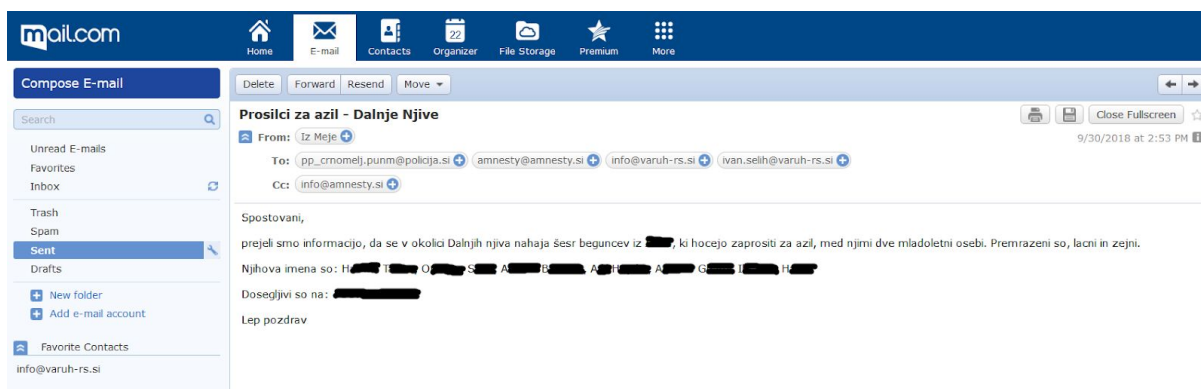 mail.com
Home E-mail Contacts 22 Organizer File Storage Premium More
Compose E-mail
Delete Forward Resend Move
Search
Prosilci za azil - Dalnje Njive
Close Fullscreen
From: Iz Meje
9/30/2018 at 2:53 PM
Unread E-mails
To: pp_crnomelj.punm@policija.si amnesty@amnesty.si info@varuh-rs.si ivan.selih@varuh-rs.si
Favorites
Inbox
Cc: info@amnesty.si
Trash
Spam
Sent
Drafts
New folder
Add e-mail account
Favorite Contacts
info@varuh-rs.si
Spostovani,
prejeli smo informacijo, da se v okolici Dalnjih njiva nahaja šesr beguncev iz , ki hocejo zaprositi za azil, med njimi dve mladoletni osebi. Premrazeni so, lacni in zejni.
Njihova imena so: H T O S A B A H A G I H
Dosegljivi so na:
Lep pozdrav